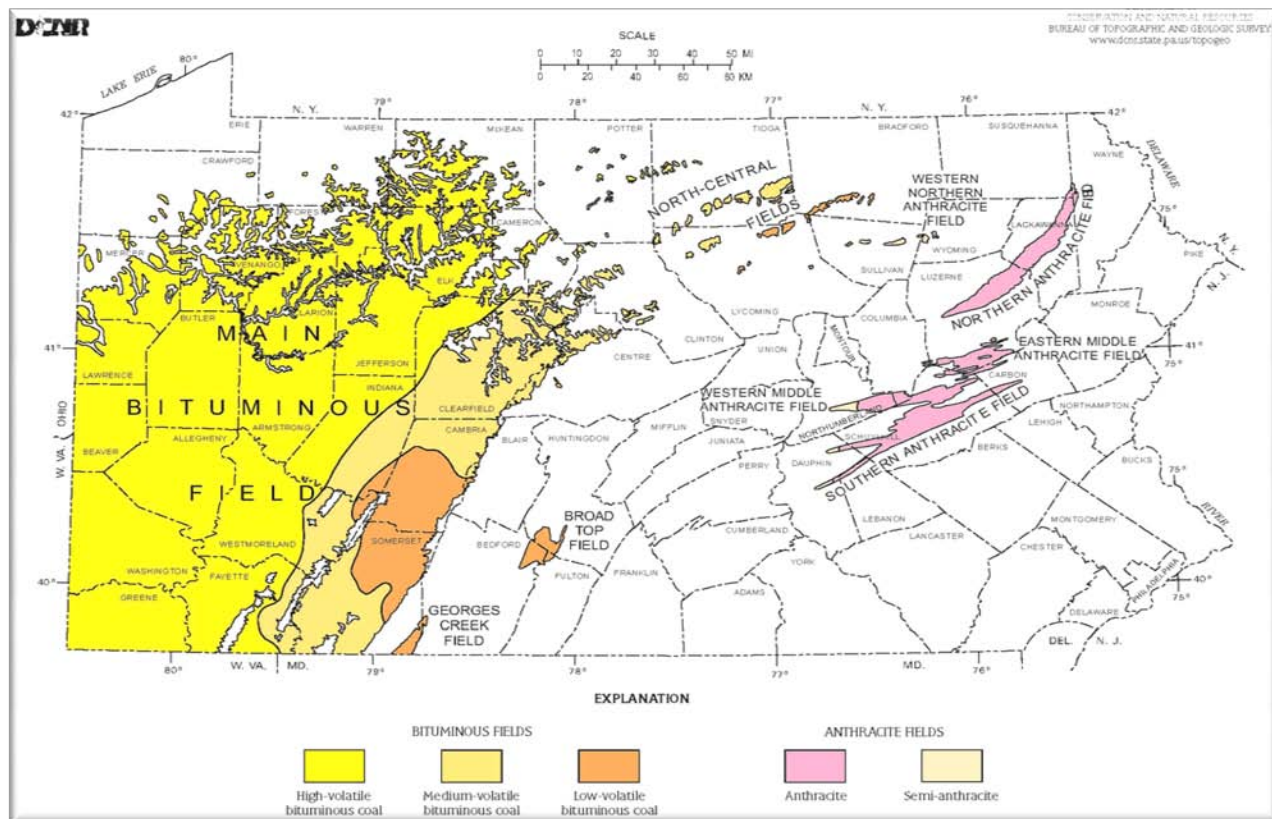 DCNR
CONSERVATION AND NATURAL RESOURCES
BUREAU OF TOPOGRAPHIC AND GEOLOGIC SURVEY
www.dcnr.state.pa.us/topogeo
SCALE
0 10 20 30 40 50 MI
0 20 40 60 80 KM
LAKE ERIE
80°
79°
78°
77°
76°
42°
N. Y.
N. Y.
42°
ERIE
WARREN
McKEAN
POTTER
TIOGA
BRADFORD
SUSQUEHANNA
WAYNE
DELAWARE
CRAWFORD
NORTH-CENTRAL
FIELDS
WESTERN
NORTHERN
ANTHRACITE
FIELD
75°
CAMERON
LACKAWANNA
WYOMING
NORTHERN ANTHRACITE FIELD
N. Y.
N. J.
PIKE
MERCER
VENANGO
ELK
SULLIVAN
LUZERNE
BUTLER
CLARION
LYCOMING
COLUMBIA
MONROE
MAIN
CLINTON
UNION
MONTOUR
EASTERN MIDDLE
ANTHRACITE FIELD
41°
41°
75°
JEFFERSON
CENTRE
LAWRENCE
INDIANA
CARBON
WESTERN MIDDLE
ANTHRACITE FIELD
BITUMINOUS
CLEARFIELD
SNYDER
NORTHUMBERLAND
NORTHAMPTON
OHIO
W. VA.
ALLEGHENY
ARMSTRONG
CAMBRIA
BLAIR
HUNTINGDON
MIFFLIN
JUNIATA
SCHUYLKILL
LEHIGH
BEAVER
PERRY
DAUPHIN
SOUTHERN ANTHRACITE FIELD
BERKS
BUCKS
75°
FIELD
LEBANON
RIVER
WESTMORELAND
SOMERSET
BEDFORD
BROAD
TOP
FIELD
CUMBERLAND
LANCASTER
MONTGOMERY
CHESTER
WASHINGTON
FAYETTE
FULTON
FRANKLIN
YORK
PHILADELPHIA
40°
40°
75°
GREENE
ADAMS
DELAWARE
GEORGES
CREEK
FIELD
DEL.
N. J.
W. VA.
MD.
MD.
80°
79°
78°
77°
76°
EXPLANATION
BITUMINOUS FIELDS
ANTHRACITE FIELDS
High-volatile
bituminous coal
Medium-volatile
bituminous coal
Low-volatile
bituminous coal
Anthracite
Semi-anthracite